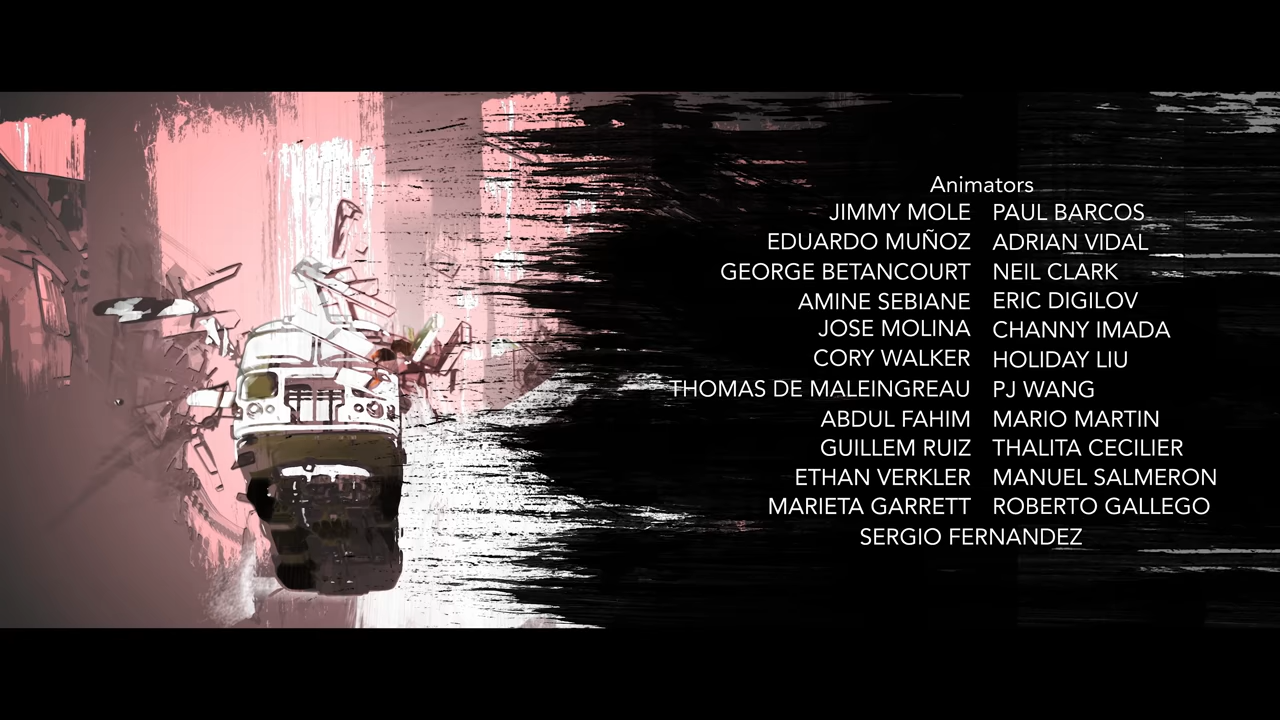 Animators
JIMMY MOLE PAUL BARCOS
EDUARDO MUÑOZ ADRIAN VIDAL
GEORGE BETANCOURT NEIL CLARK
AMINE SEBIANE ERIC DIGILOV
JOSE MOLINA CHANNY IMADA
CORY WALKER HOLIDAY LIU
THOMAS DE MALEINGREAU PJ WANG
ABDUL FAHIM MARIO MARTIN
GUILLEM RUIZ THALITA CECILIER
ETHAN VERKLER MANUEL SALMERON
MARIETA GARRETT ROBERTO GALLEGO
SERGIO FERNANDEZ